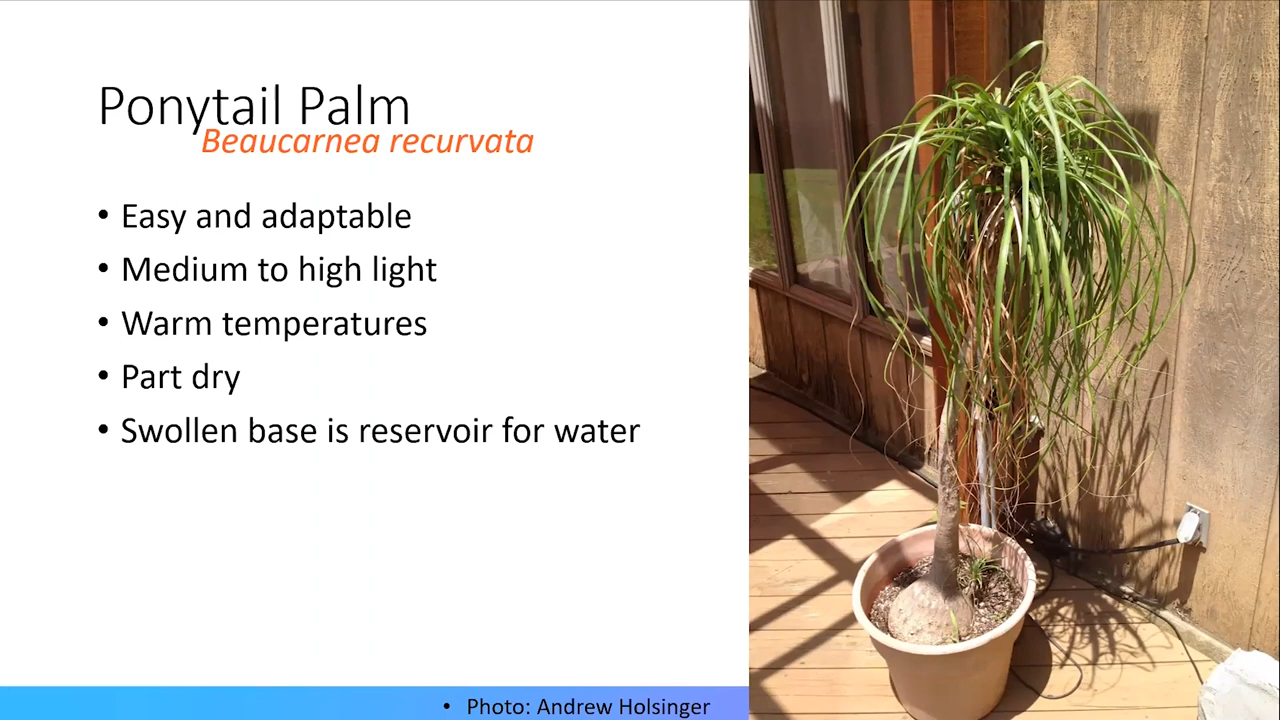 Ponytail Palm
Beaucarnea recurvata
• Easy and adaptable
• Medium to high light
• Warm temperatures
• Part dry
• Swollen base is reservoir for water
• Photo: Andrew Holsinger